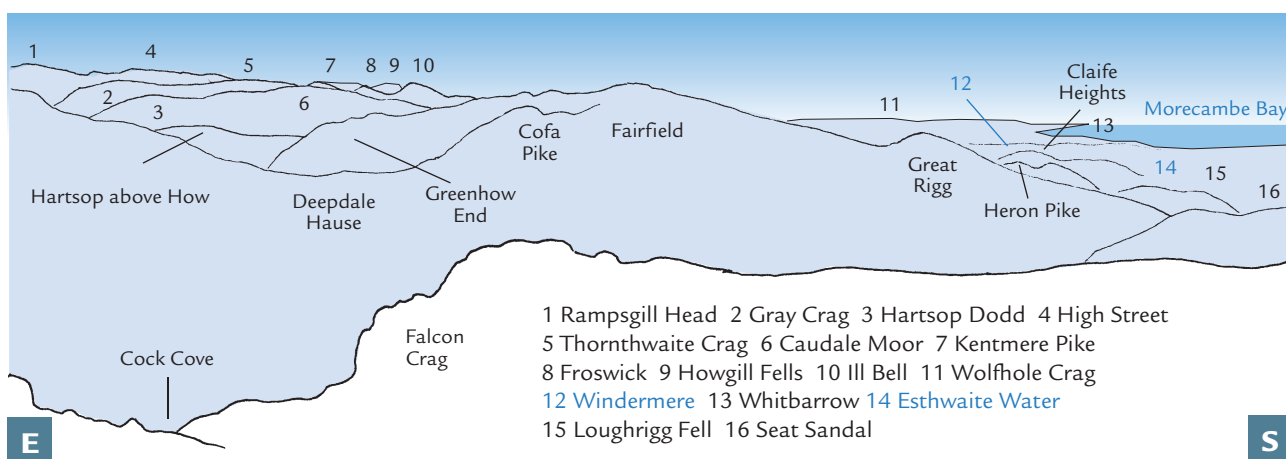 1
4
5
7
8
9
10
2
3
6
11
12
Claife
Heights
13
Morecambe Bay
14
15
16
Cofa
Pike
Fairfield
Great
Rigg
Heron Pike
Hartsop above How
Deepdale
Hause
Greenhow
End
Falcon
Crag
Cock Cove
1 Rampsgill Head 2 Gray Crag 3 Hartsop Dodd 4 High Street
5 Thornthwaite Crag 6 Caudale Moor 7 Kentmere Pike
8 Froswick 9 Howgill Fells 10 Ill Bell 11 Wolfhole Crag
12 Windermere 13 Whitbarrow 14 Esthwaite Water
15 Loughrigg Fell 16 Seat Sandal
E
S